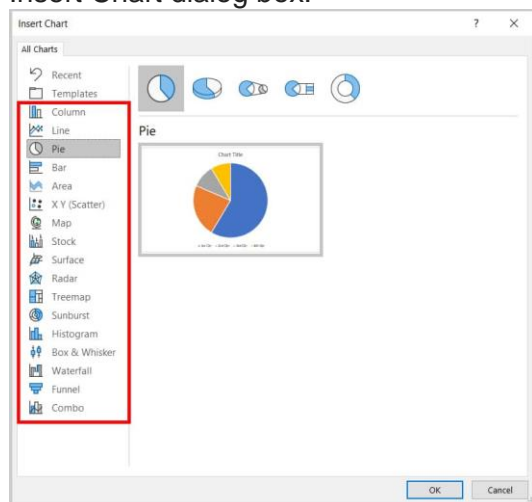 Insert Chart dialog box.
Insert Chart
?
All Charts
Recent
Templates
Column
Line
Pie
Bar
Area
X Y (Scatter)
Map
Stock
Surface
Radar
Treemap
Sunburst
Histogram
Box & Whisker
Waterfall
Funnel
Combo
Pie
Chart Title
OK
Cancel